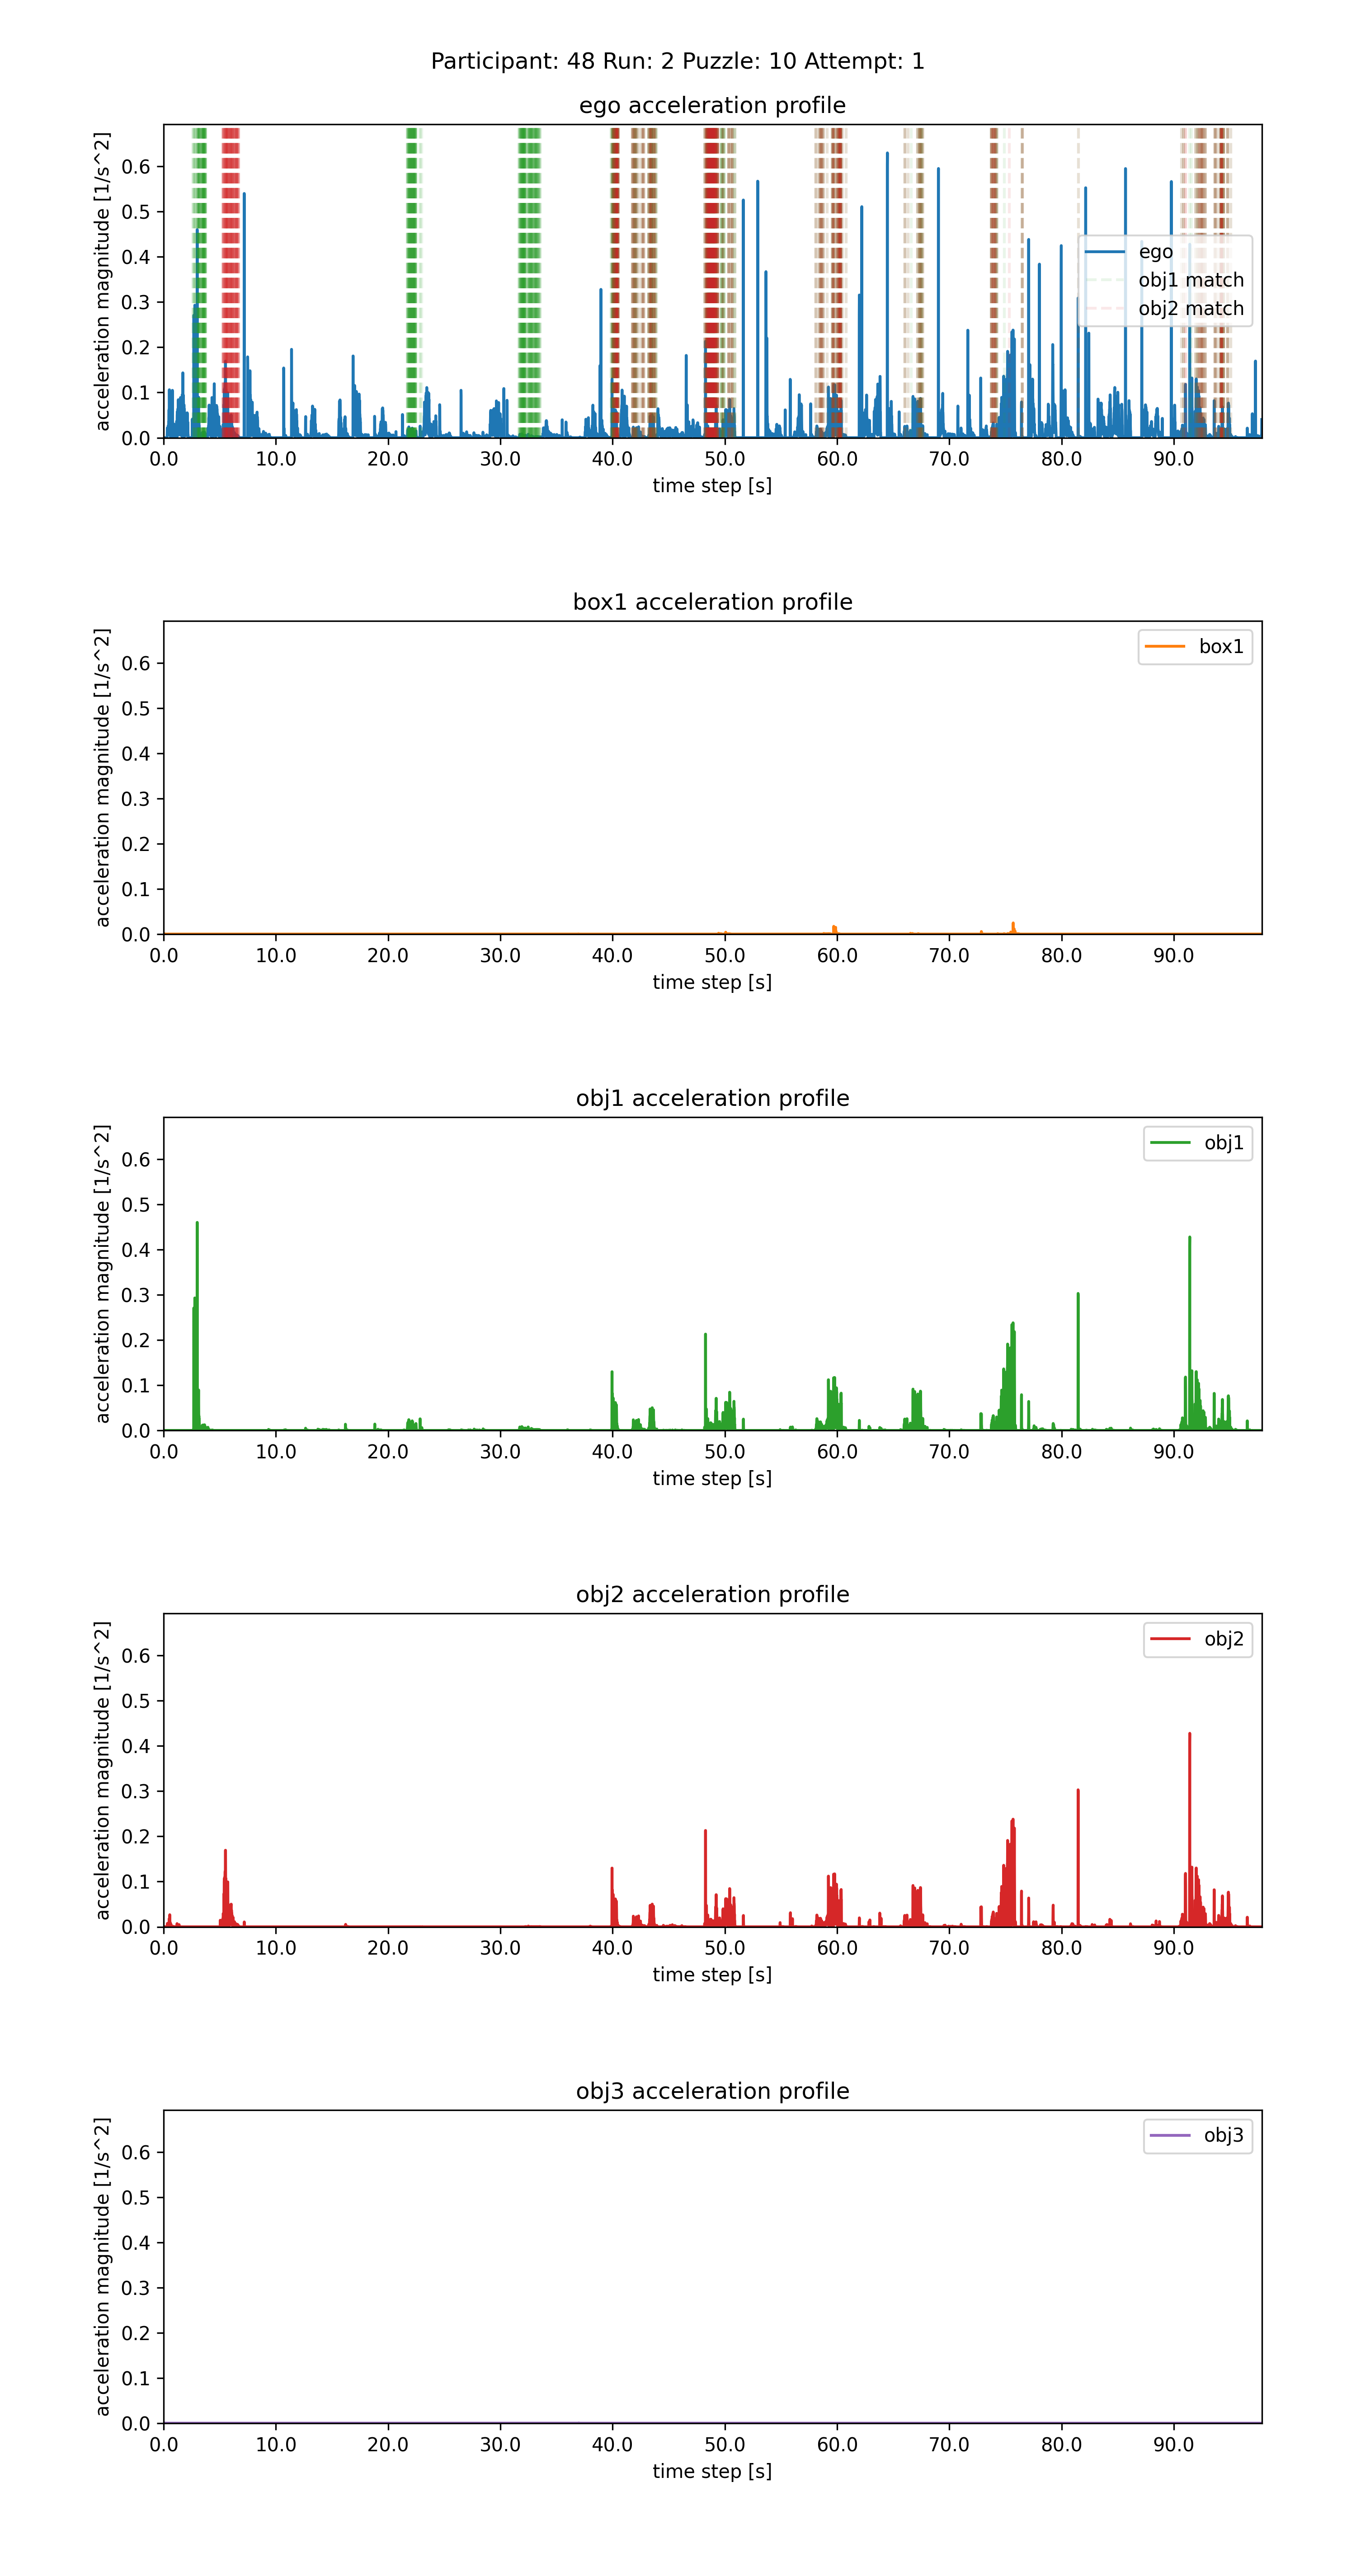 Participant: 48 Run: 2 Puzzle: 10 Attempt: 1
ego acceleration profile
acceleration magnitude [1/s^2]
0.6
0.5
0.4
0.3
0.2
0.1
0.0
ego
obj1 match
obj2 match
0.0 10.0 20.0 30.0 40.0 50.0 60.0 70.0 80.0 90.0
time step [s]
box1 acceleration profile
acceleration magnitude [1/s^2]
0.6
0.5
0.4
0.3
0.2
0.1
0.0
box1
0.0 10.0 20.0 30.0 40.0 50.0 60.0 70.0 80.0 90.0
time step [s]
obj1 acceleration profile
acceleration magnitude [1/s^2]
0.6
0.5
0.4
0.3
0.2
0.1
0.0
obj1
0.0 10.0 20.0 30.0 40.0 50.0 60.0 70.0 80.0 90.0
time step [s]
obj2 acceleration profile
acceleration magnitude [1/s^2]
0.6
0.5
0.4
0.3
0.2
0.1
0.0
obj2
0.0 10.0 20.0 30.0 40.0 50.0 60.0 70.0 80.0 90.0
time step [s]
obj3 acceleration profile
acceleration magnitude [1/s^2]
0.6
0.5
0.4
0.3
0.2
0.1
0.0
obj3
0.0 10.0 20.0 30.0 40.0 50.0 60.0 70.0 80.0 90.0
time step [s]